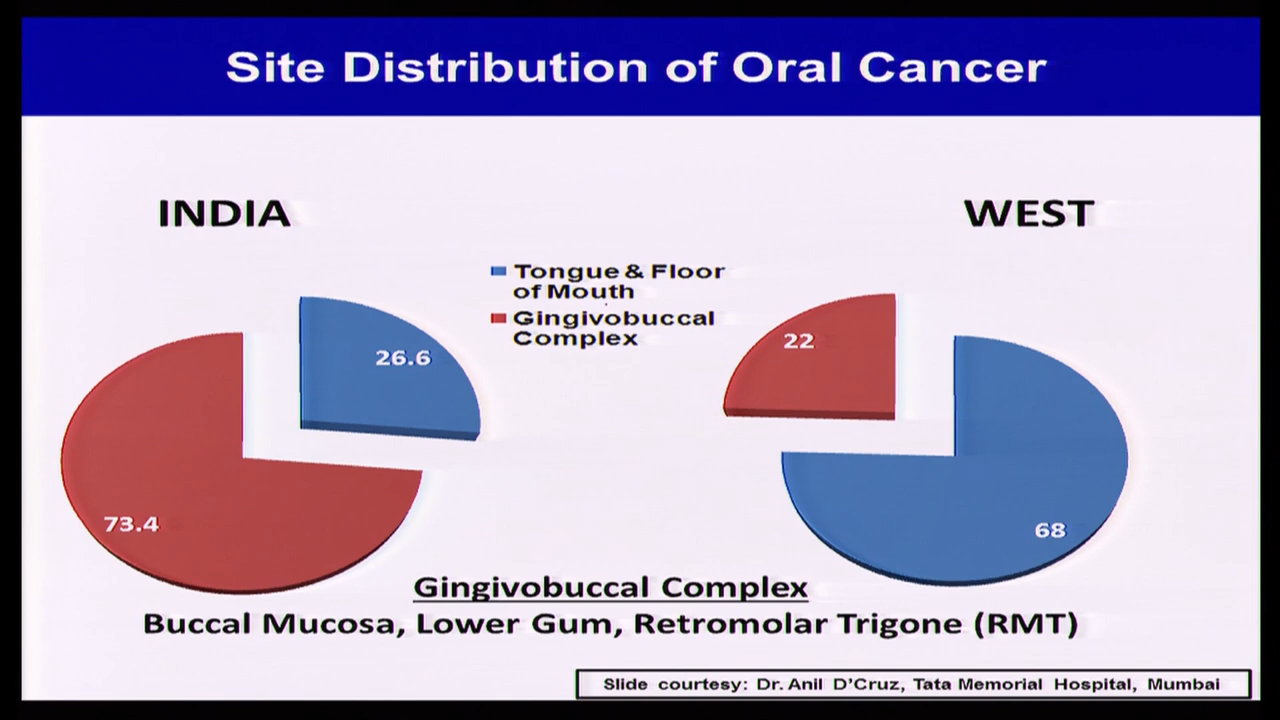 Site Distribution of Oral Cancer
INDIA
WEST
Tongue & Floor
of Mouth
Gingivobuccal
Complex
26.6
73.4
22
68
Gingivobuccal Complex
Buccal Mucosa, Lower Gum, Retromolar Trigone (RMT)
Slide courtesy: Dr. Anil D'Cruz, Tata Memorial Hospital, Mumbai